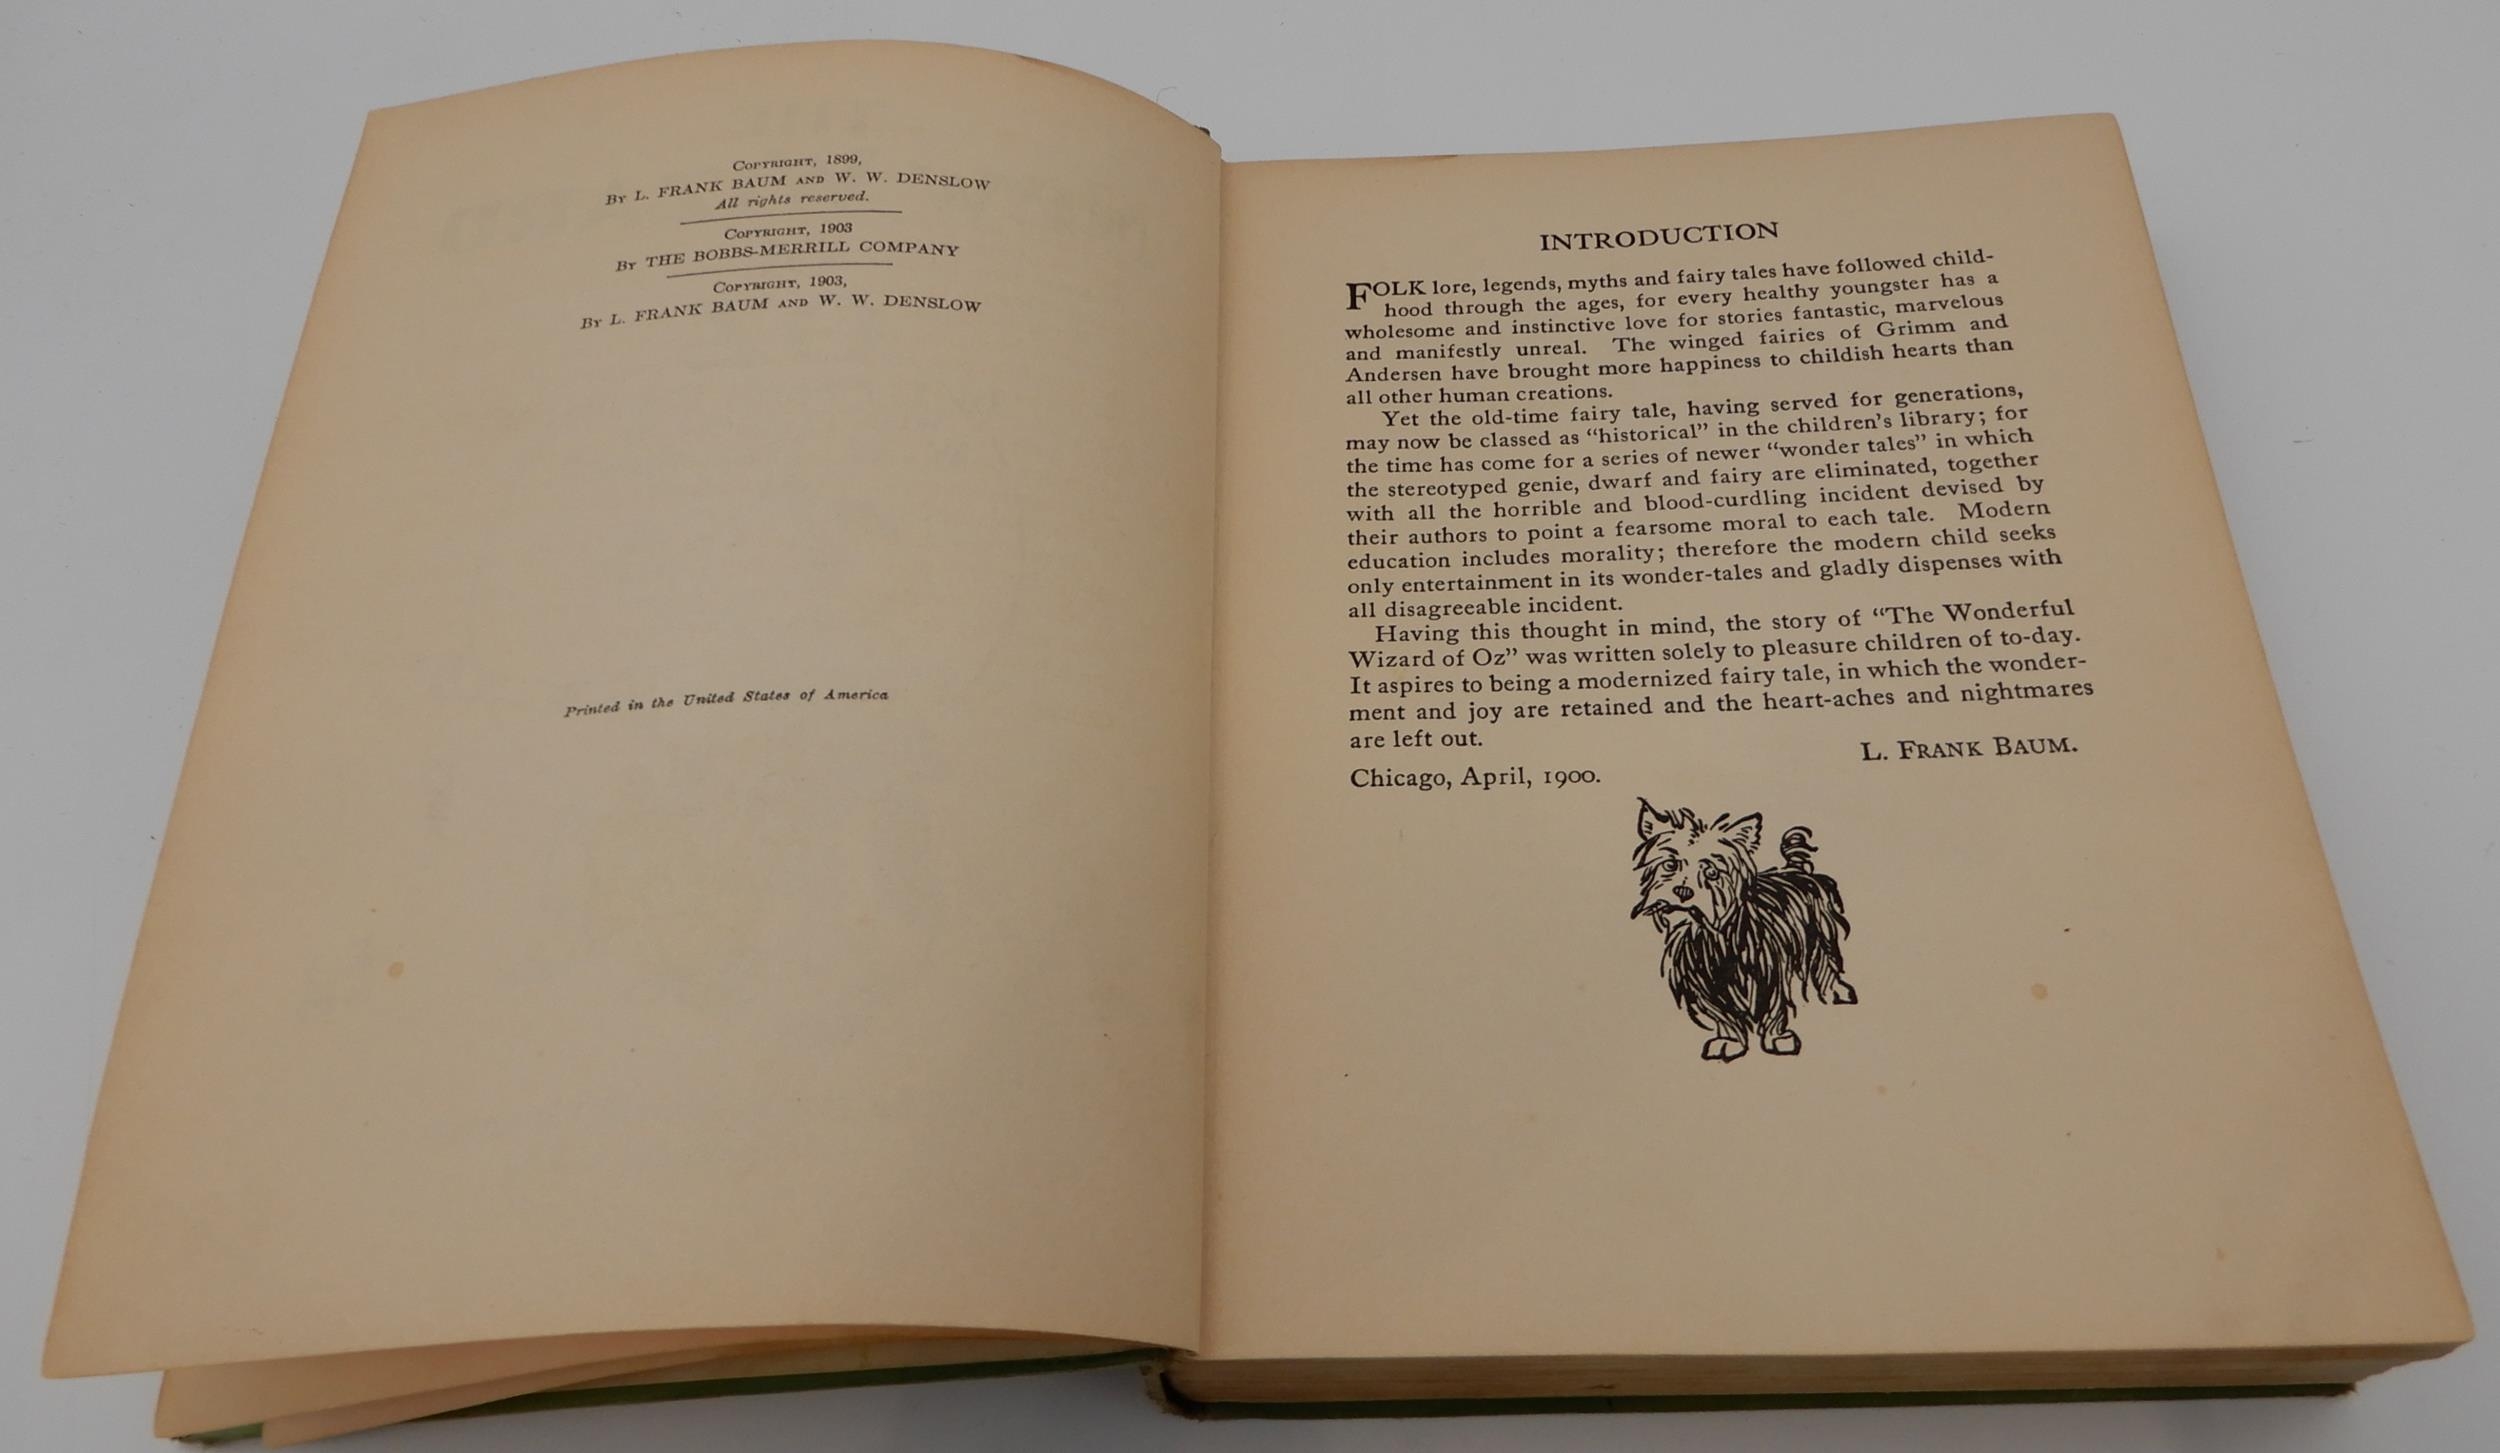 Copyright, 1899,
By L. FRANK BAUM AND W. W. DENSLOW
All rights reserved.
Copyright, 1903
By THE BOBBS-MERRILL COMPANY
Copyright, 1903,
By L. FRANK BAUM AND W. W. DENSLOW
Printed in the United States of America
INTRODUCTION
FOLK lore, legends, myths and fairy tales have followed child-
hood through the ages, for every healthy youngster has a
wholesome and instinctive love for stories fantastic, marvelous
and manifestly unreal. The winged fairies of Grimm and
Andersen have brought more happiness to childish hearts than
all other human creations.
Yet the old-time fairy tale, having served for generations,
may now be classed as “historical” in the children’s library; for
the time has come for a series of newer “wonder tales” in which
the stereotyped genie, dwarf and fairy are eliminated, together
with all the horrible and blood-curdling incident devised by
their authors to point a fearsome moral to each tale. Modern
education includes morality; therefore the modern child seeks
only entertainment in its wonder-tales and gladly dispenses with
all disagreeable incident.
Having this thought in mind, the story of “The Wonderful
Wizard of Oz” was written solely to pleasure children of to-day.
It aspires to being a modernized fairy tale, in which the wonder-
ment and joy are retained and the heart-aches and nightmares
are left out.
L. FRANK BAUM.
Chicago, April, 1900.